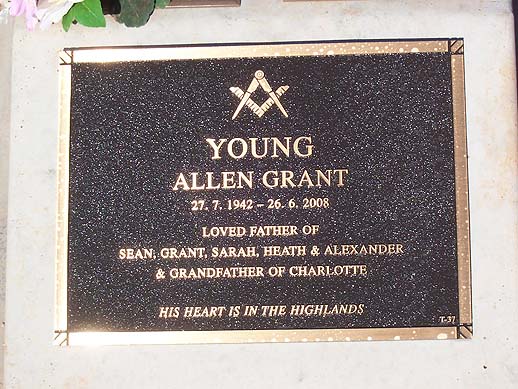 YOUNG
ALLEN GRANT
27. 7. 1942 – 26. 6. 2008
LOVED FATHER OF
SEAN, GRANT, SARAH, HEATH & ALEXANDER
& GRANDFATHER OF CHARLOTTE
HIS HEART IS IN THE HIGHLANDS
T-37